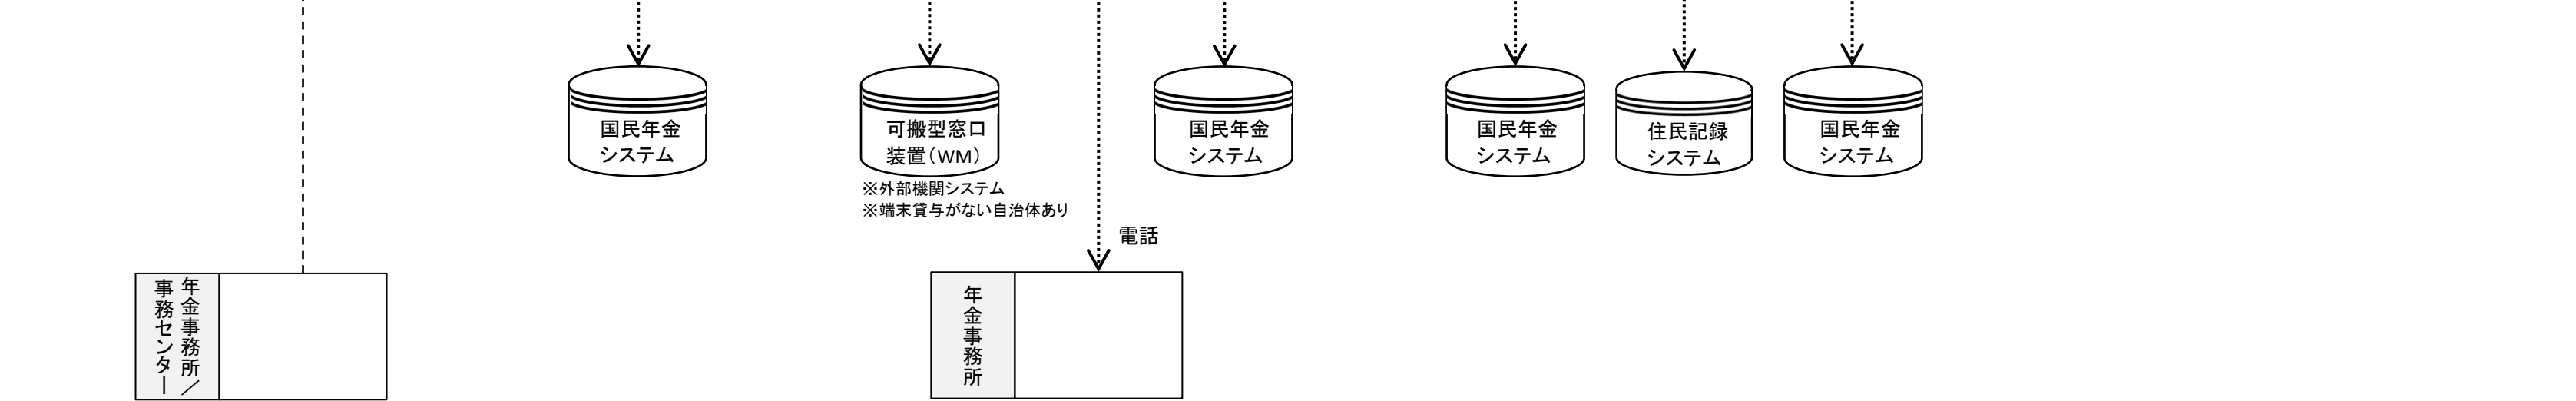 国民年金
システム
可搬型窓口
装置（WM）
※外部機関システム
※端末貸与がない自治体あり
国民年金
システム
国民年金
システム
住民記録
システム
国民年金
システム
電話
年金事務所／
事務センター
年金事務所